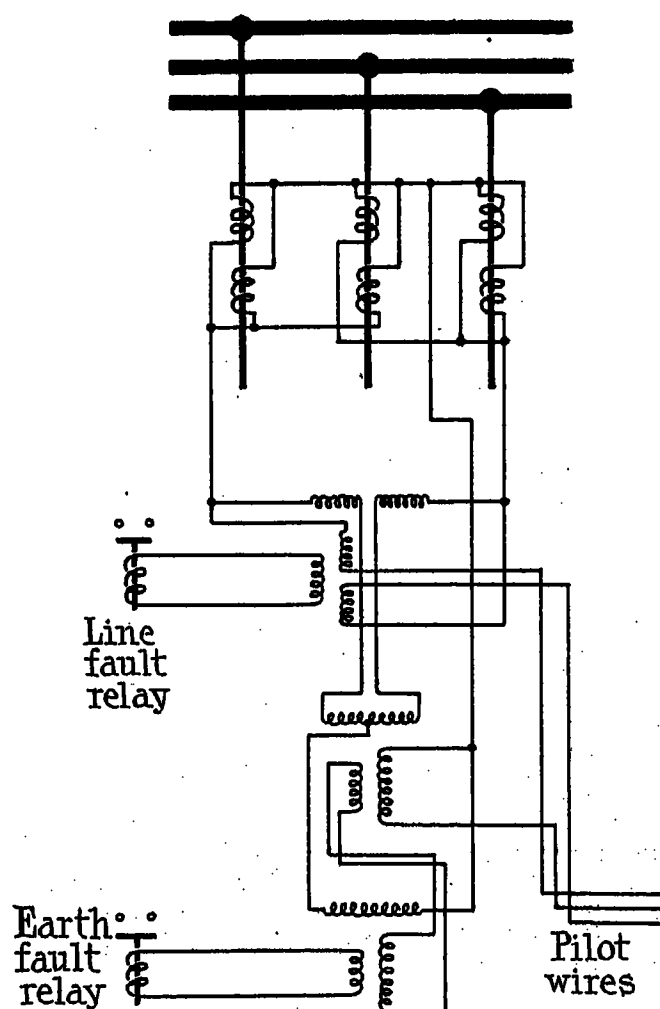 Line
fault
relay
Earth
fault
relay
Pilot
wires